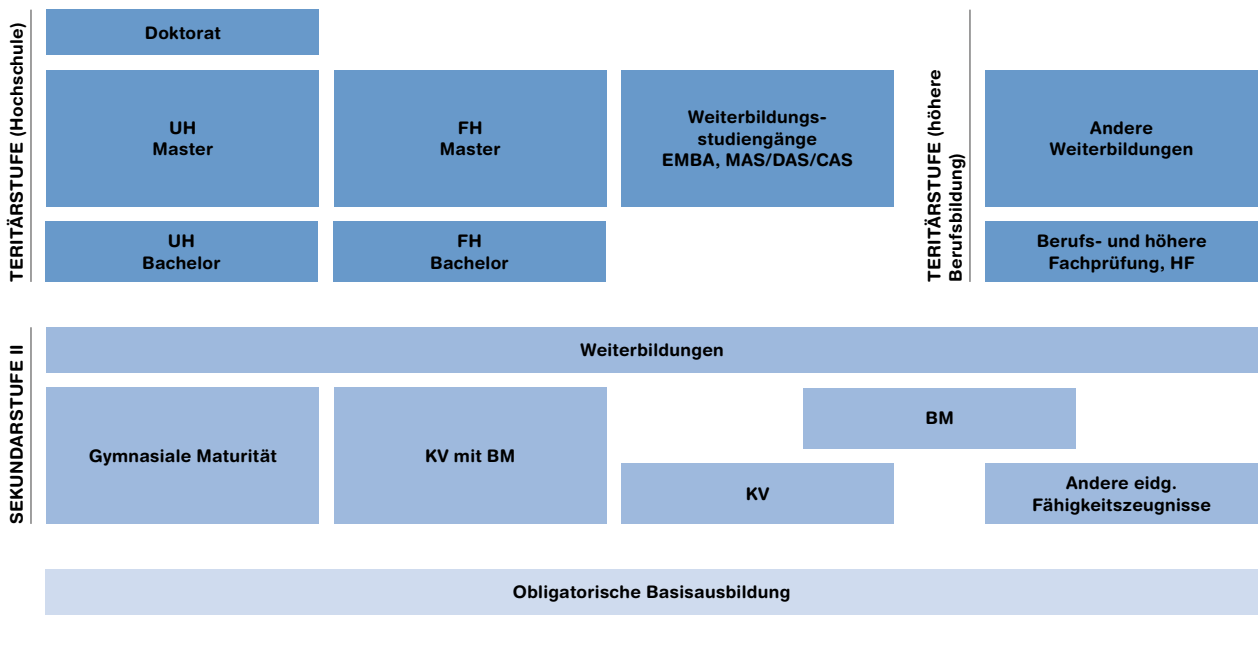 TERITÄRSTUFE (Hochschule)
Doktorat
UH
Master
FH
Master
Weiterbildungs-
studiengänge
EMBA, MAS/DAS/CAS
UH
Bachelor
FH
Bachelor
TERITÄRSTUFE (höhere
Berufsbildung)
Andere
Weiterbildungen
Berufs- und höhere
Fachprüfung, HF
SEKUNDARSTUFE II
Weiterbildungen
Gymnasiale Maturität
KV mit BM
BM
KV
Andere eidg.
Fähigkeitszeugnisse
Obligatorische Basisausbildung